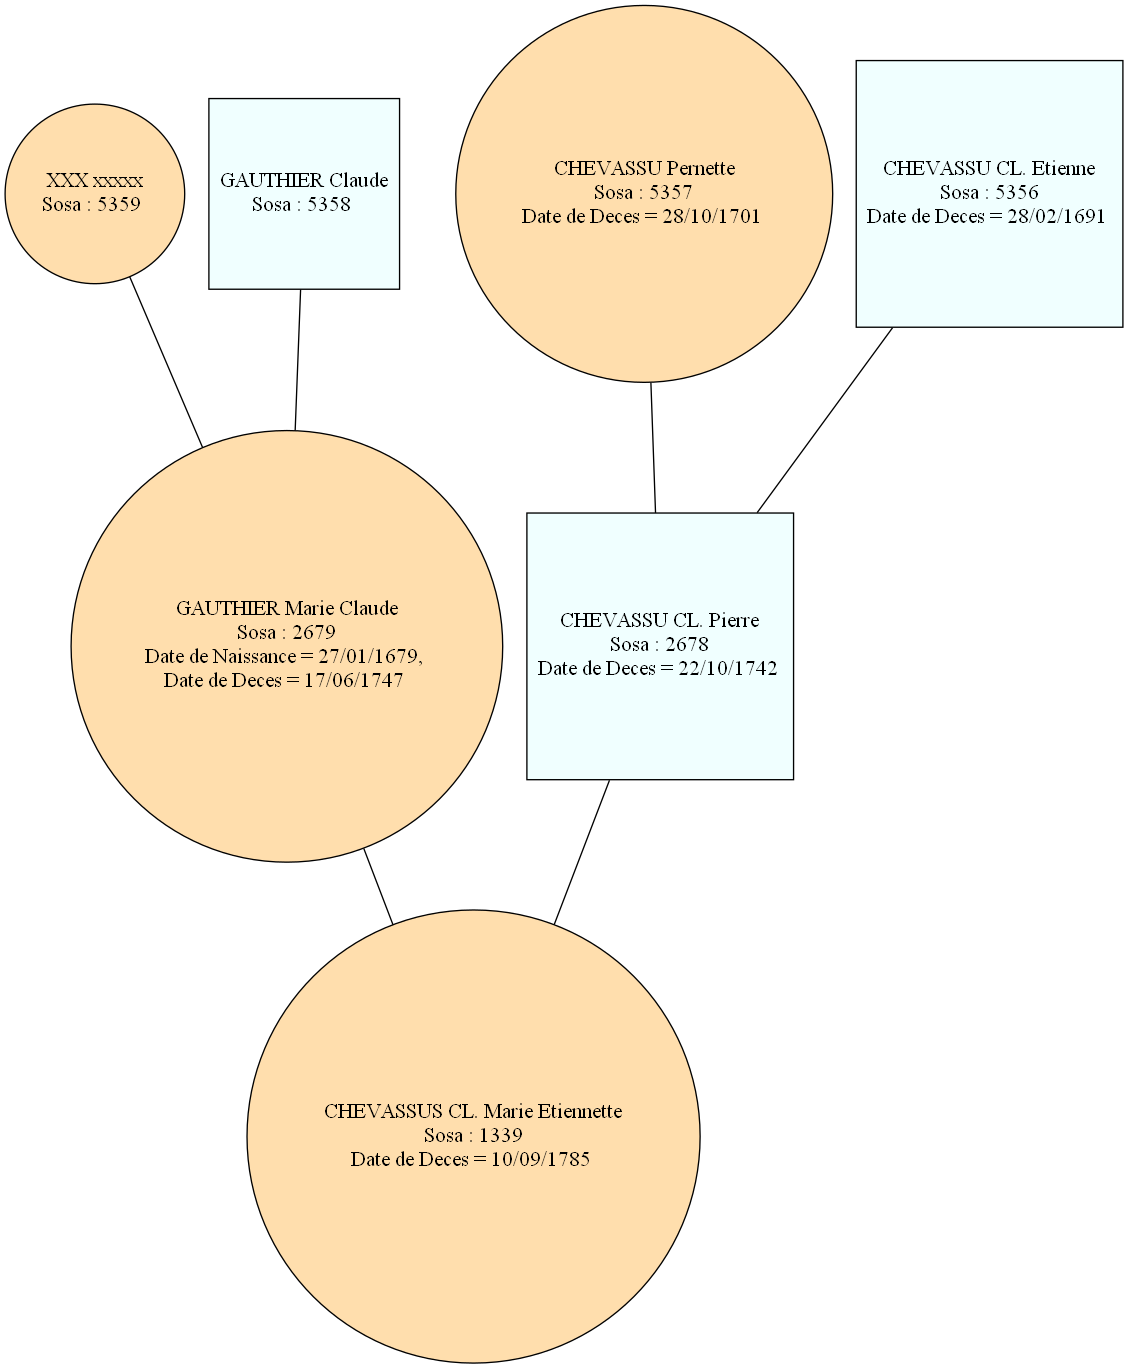 XXX xxxxx
Sosa : 5359
GAUTHIER Claude
Sosa : 5358
CHEVASSU Pernette
Sosa : 5357
Date de Deces = 28/10/1701
CHEVASSU CL. Etienne
Sosa : 5356
Date de Deces = 28/02/1691
GAUTHIER Marie Claude
Sosa : 2679
Date de Naissance = 27/01/1679,
Date de Deces = 17/06/1747
CHEVASSU CL. Pierre
Sosa : 2678
Date de Deces = 22/10/1742
CHEVASSUS CL. Marie Etiennette
Sosa : 1339
Date de Deces = 10/09/1785